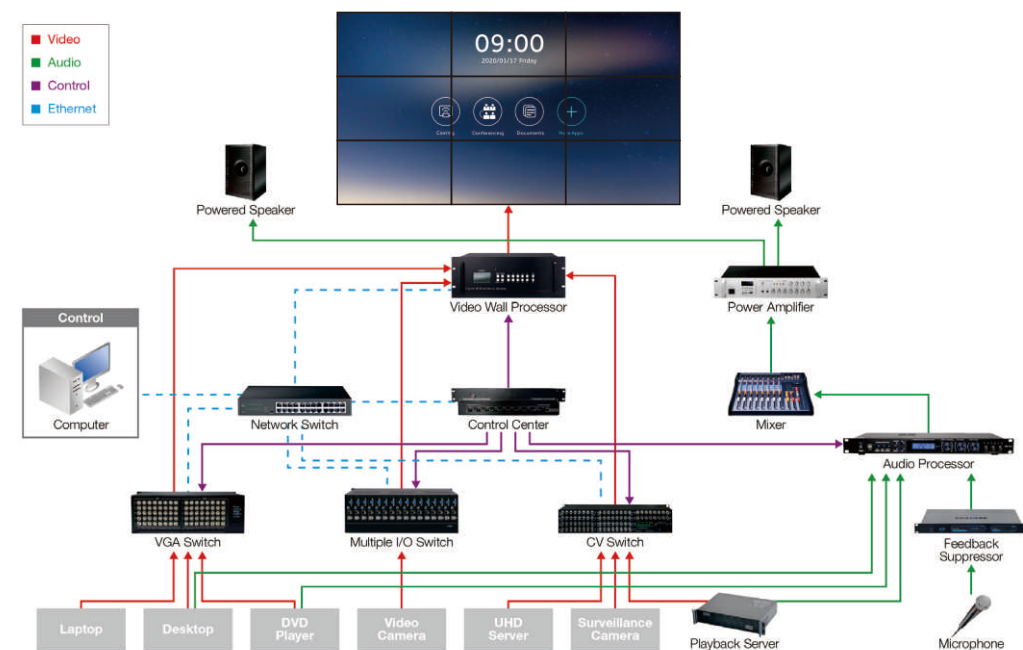 Video
Audio
Control
Ethernet
09:00
2020/01/17 Friday
Conferencing
Documents
Powered Speaker
Powered Speaker
Video Wall Processor
Power Amplifier
Control
Computer
Network Switch
Control Center
Mixer
Audio Processor
VGA Switch
Multiple I/O Switch
CV Switch
Feedback
Suppressor
Laptop
Desktop
DVD
Player
Video
Camera
UHD
Server
Surveillance
Camera
Playback Server
Microphone